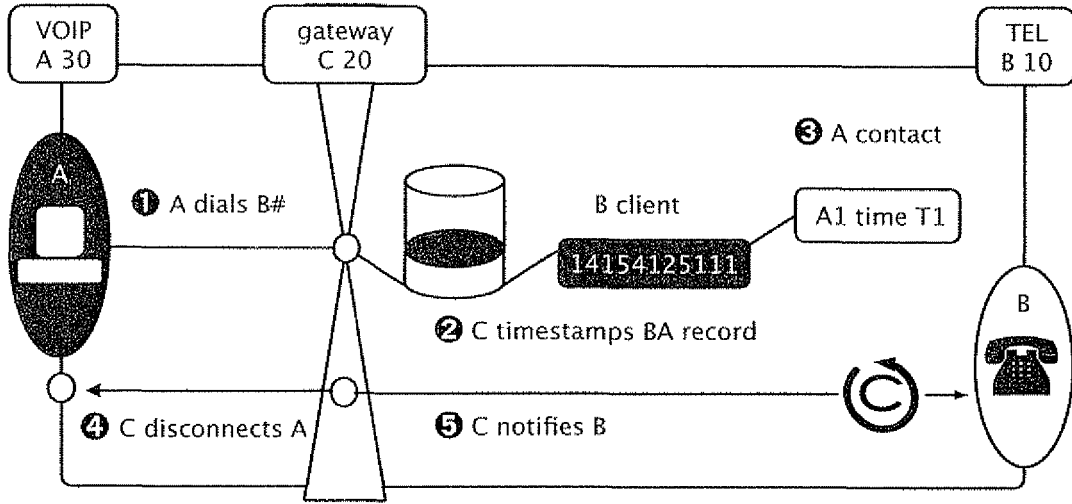 VOIP
A 30
gateway
C 20
TEL
B 10
❸ A contact
A
❶ A dials B#
B client
A1 time T1
14154125111
B
❷ C timestamps BA record
C
❹ C disconnects A
❺ C notifies B